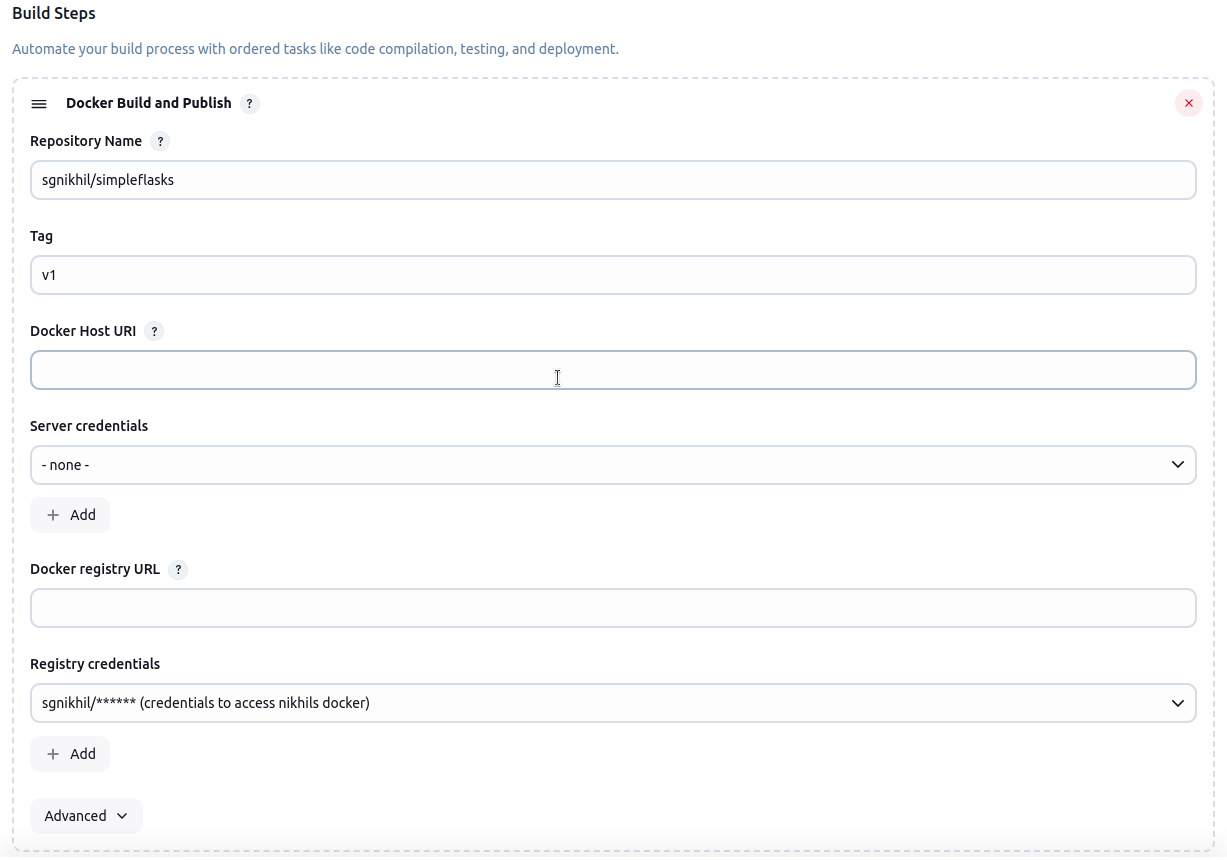 Build Steps
Automate your build process with ordered tasks like code compilation, testing, and deployment.
Docker Build and Publish ?
Repository Name ?
sgnikhil/simpleflasks
Tag
v1
Docker Host URI ?
Server credentials
- none -
+ Add
Docker registry URL ?
Registry credentials
sgnikhil/****** (credentials to access nikhils docker)
+ Add
Advanced